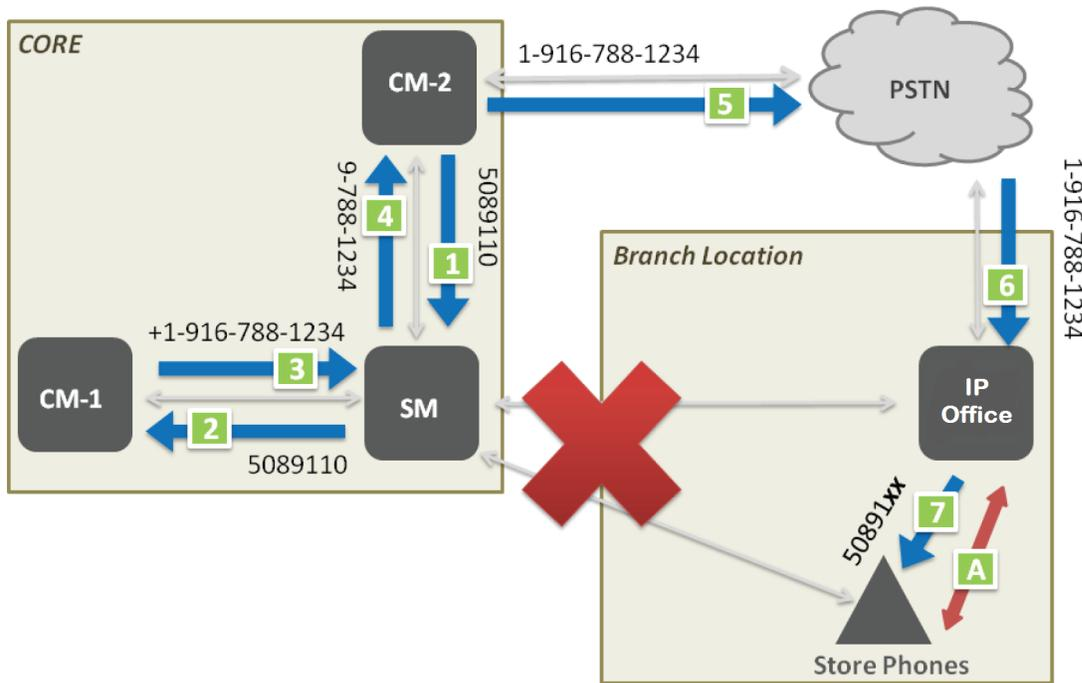 CORE
CM-2
1-916-788-1234
5
PSTN
9-788-1234
4
5089110
1
1-916-788-1234
Branch Location
6
+1-916-788-1234
3
CM-1
SM
2
5089110
IP
Office
50891xx
7
A
Store Phones